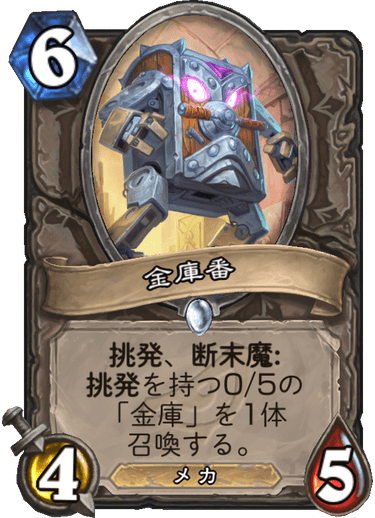 6
金庫番
挑発、断末魔:
挑発を持つ0/5の
「金庫」を1体
召喚する。
メカ
4
5